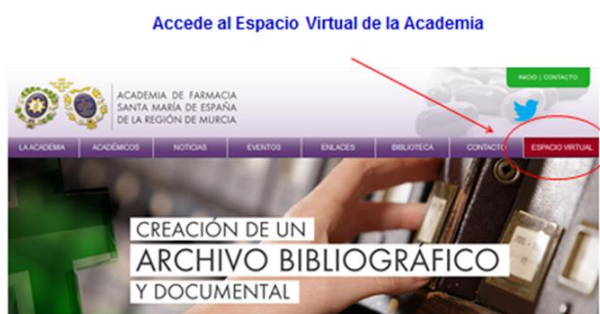 Accede al Espacio Virtual de la Academia
INICIO | CONTACTO
ACADEMIA DE FARMACIA
SANTA MARÍA DE ESPAÑA
DE LA REGIÓN DE MURCIA
LA ACADEMIA ACADÉMICOS NOTICIAS EVENTOS ENLACES BIBLIOTECA CONTACTO ESPACIO VIRTUAL
CREACIÓN DE UN
ARCHIVO BIBLIOGRÁFICO
Y DOCUMENTAL